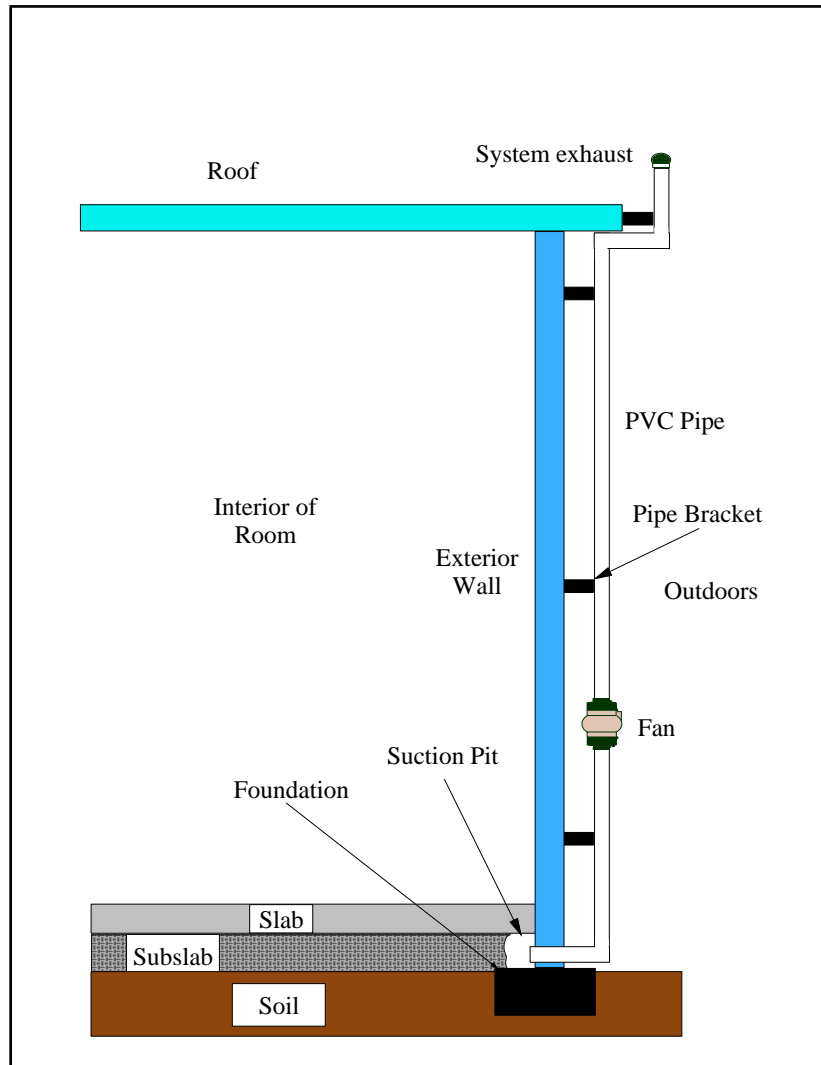 System exhaust
Roof
PVC Pipe
Interior of
Room
Pipe Bracket
Exterior
Wall
Outdoors
Fan
Suction Pit
Foundation
Slab
Subslab
Soil